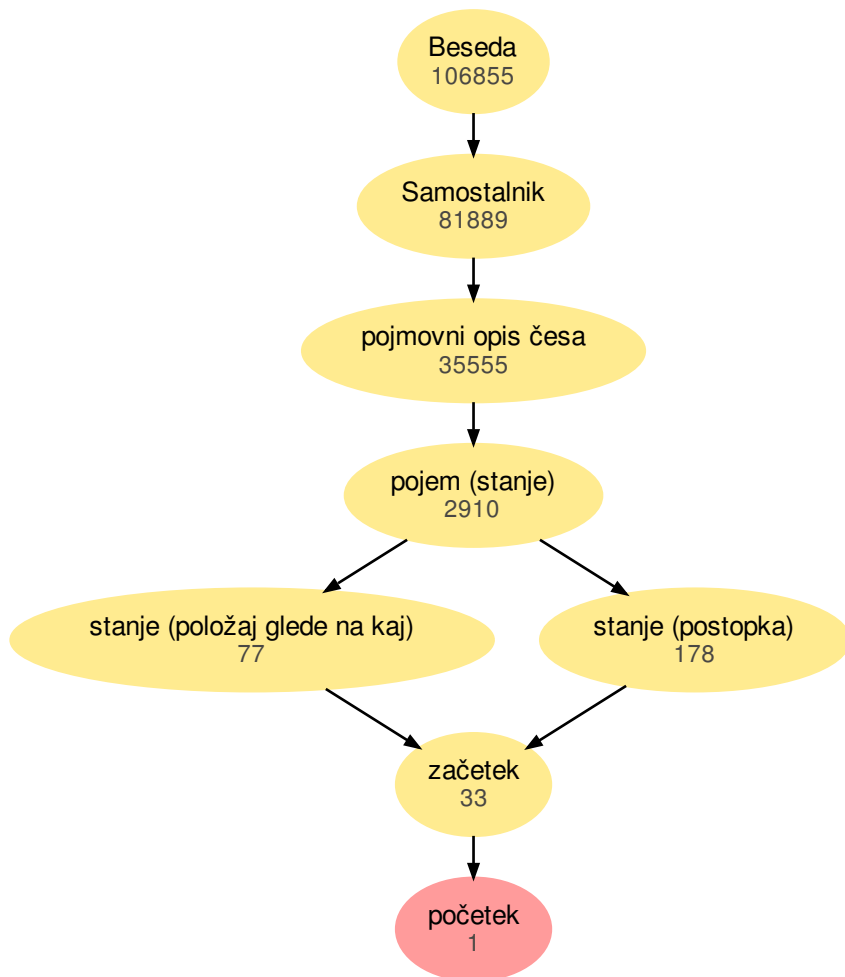 Beseda
106855
Samostalnik
81889
pojmovni opis česa
35555
pojem (stanje)
2910
stanje (položaj glede na kaj)
77
stanje (postopka)
178
začetek
33
početek
1